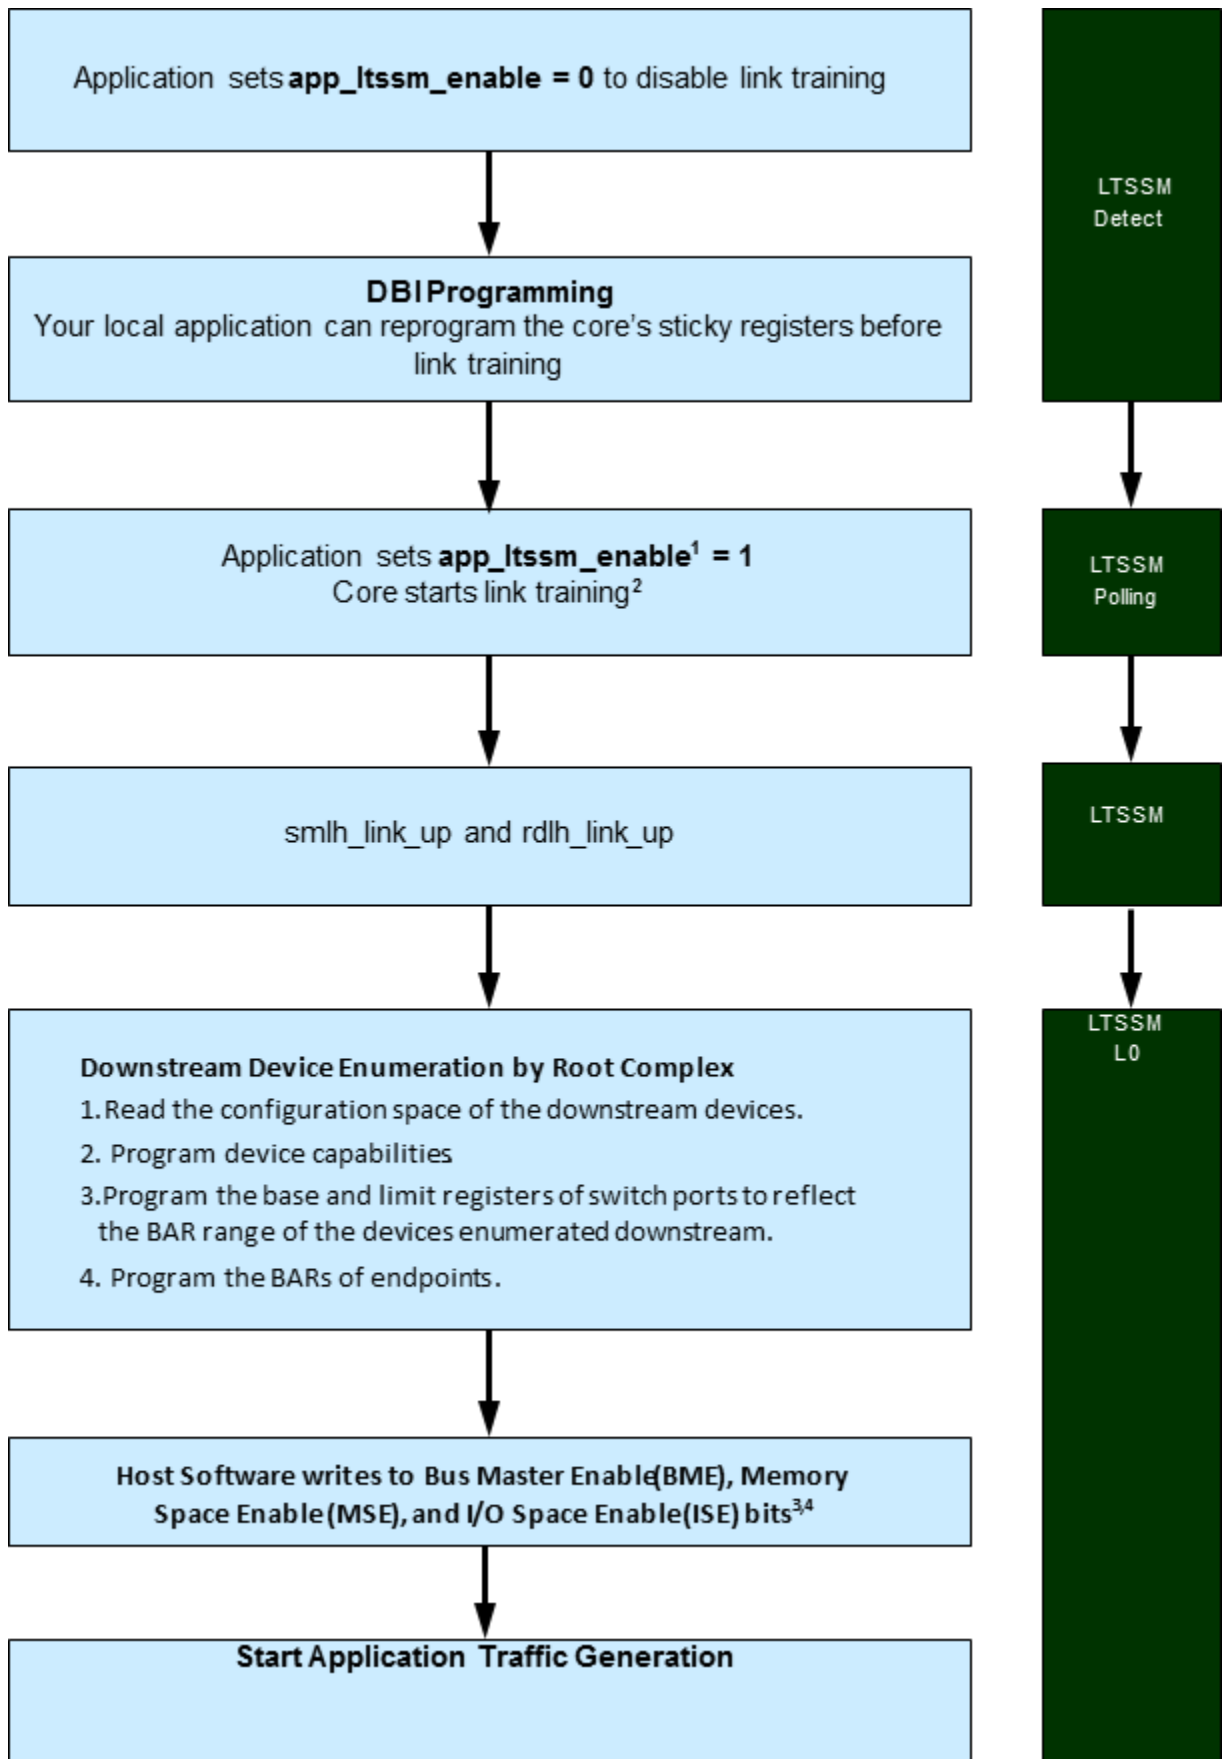 Application sets app_ltssm_enable = 0 to disable link training
LTSSM
Detect
DBI Programming
Your local application can reprogram the core's sticky registers before
link training
Application sets app_ltssm_enable¹ = 1
Core starts link training²
LTSSM
Polling
smlh_link_up and rdlh_link_up
LTSSM
Downstream Device Enumeration by Root Complex
1. Read the configuration space of the downstream devices.
2. Program device capabilities
3. Program the base and limit registers of switch ports to reflect
the BAR range of the devices enumerated downstream.
4. Program the BARs of endpoints.
LTSSM
L0
Host Software writes to Bus Master Enable(BME), Memory
Space Enable(MSE), and I/O Space Enable(ISE) bits³,⁴
Start Application Traffic Generation